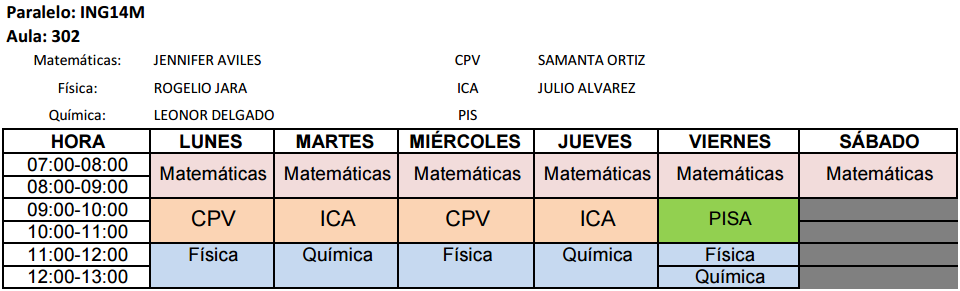 Paralelo: ING14M
Aula: 302
Matemáticas: JENNIFER AVILES CPV SAMANTA ORTIZ
Física: ROGELIO JARA ICA JULIO ALVAREZ
Química: LEONOR DELGADO PIS
HORA LUNES MARTES MIÉRCOLES JUEVES VIERNES SÁBADO
07:00-08:00
Matemáticas Matemáticas Matemáticas Matemáticas Matemáticas Matemáticas
08:00-09:00
09:00-10:00
CPV ICA CPV ICA PISA
10:00-11:00
11:00-12:00 Física Química Física Química Física
12:00-13:00 Química